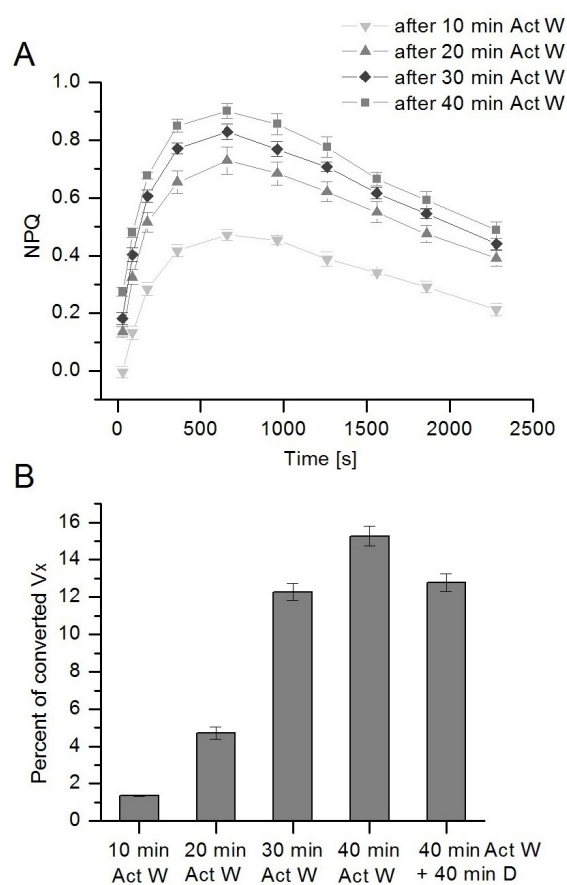 A
after 10 min Act W
after 20 min Act W
after 30 min Act W
after 40 min Act W
1.0
0.8
0.6
0.4
0.2
0.0
NPQ
0 500 1000 1500 2000 2500
Time [s]
B
16
14
12
10
8
6
4
2
0
Percent of converted Vx
10 min 20 min 30 min 40 min 40 min Act W
Act W Act W Act W Act W + 40 min D